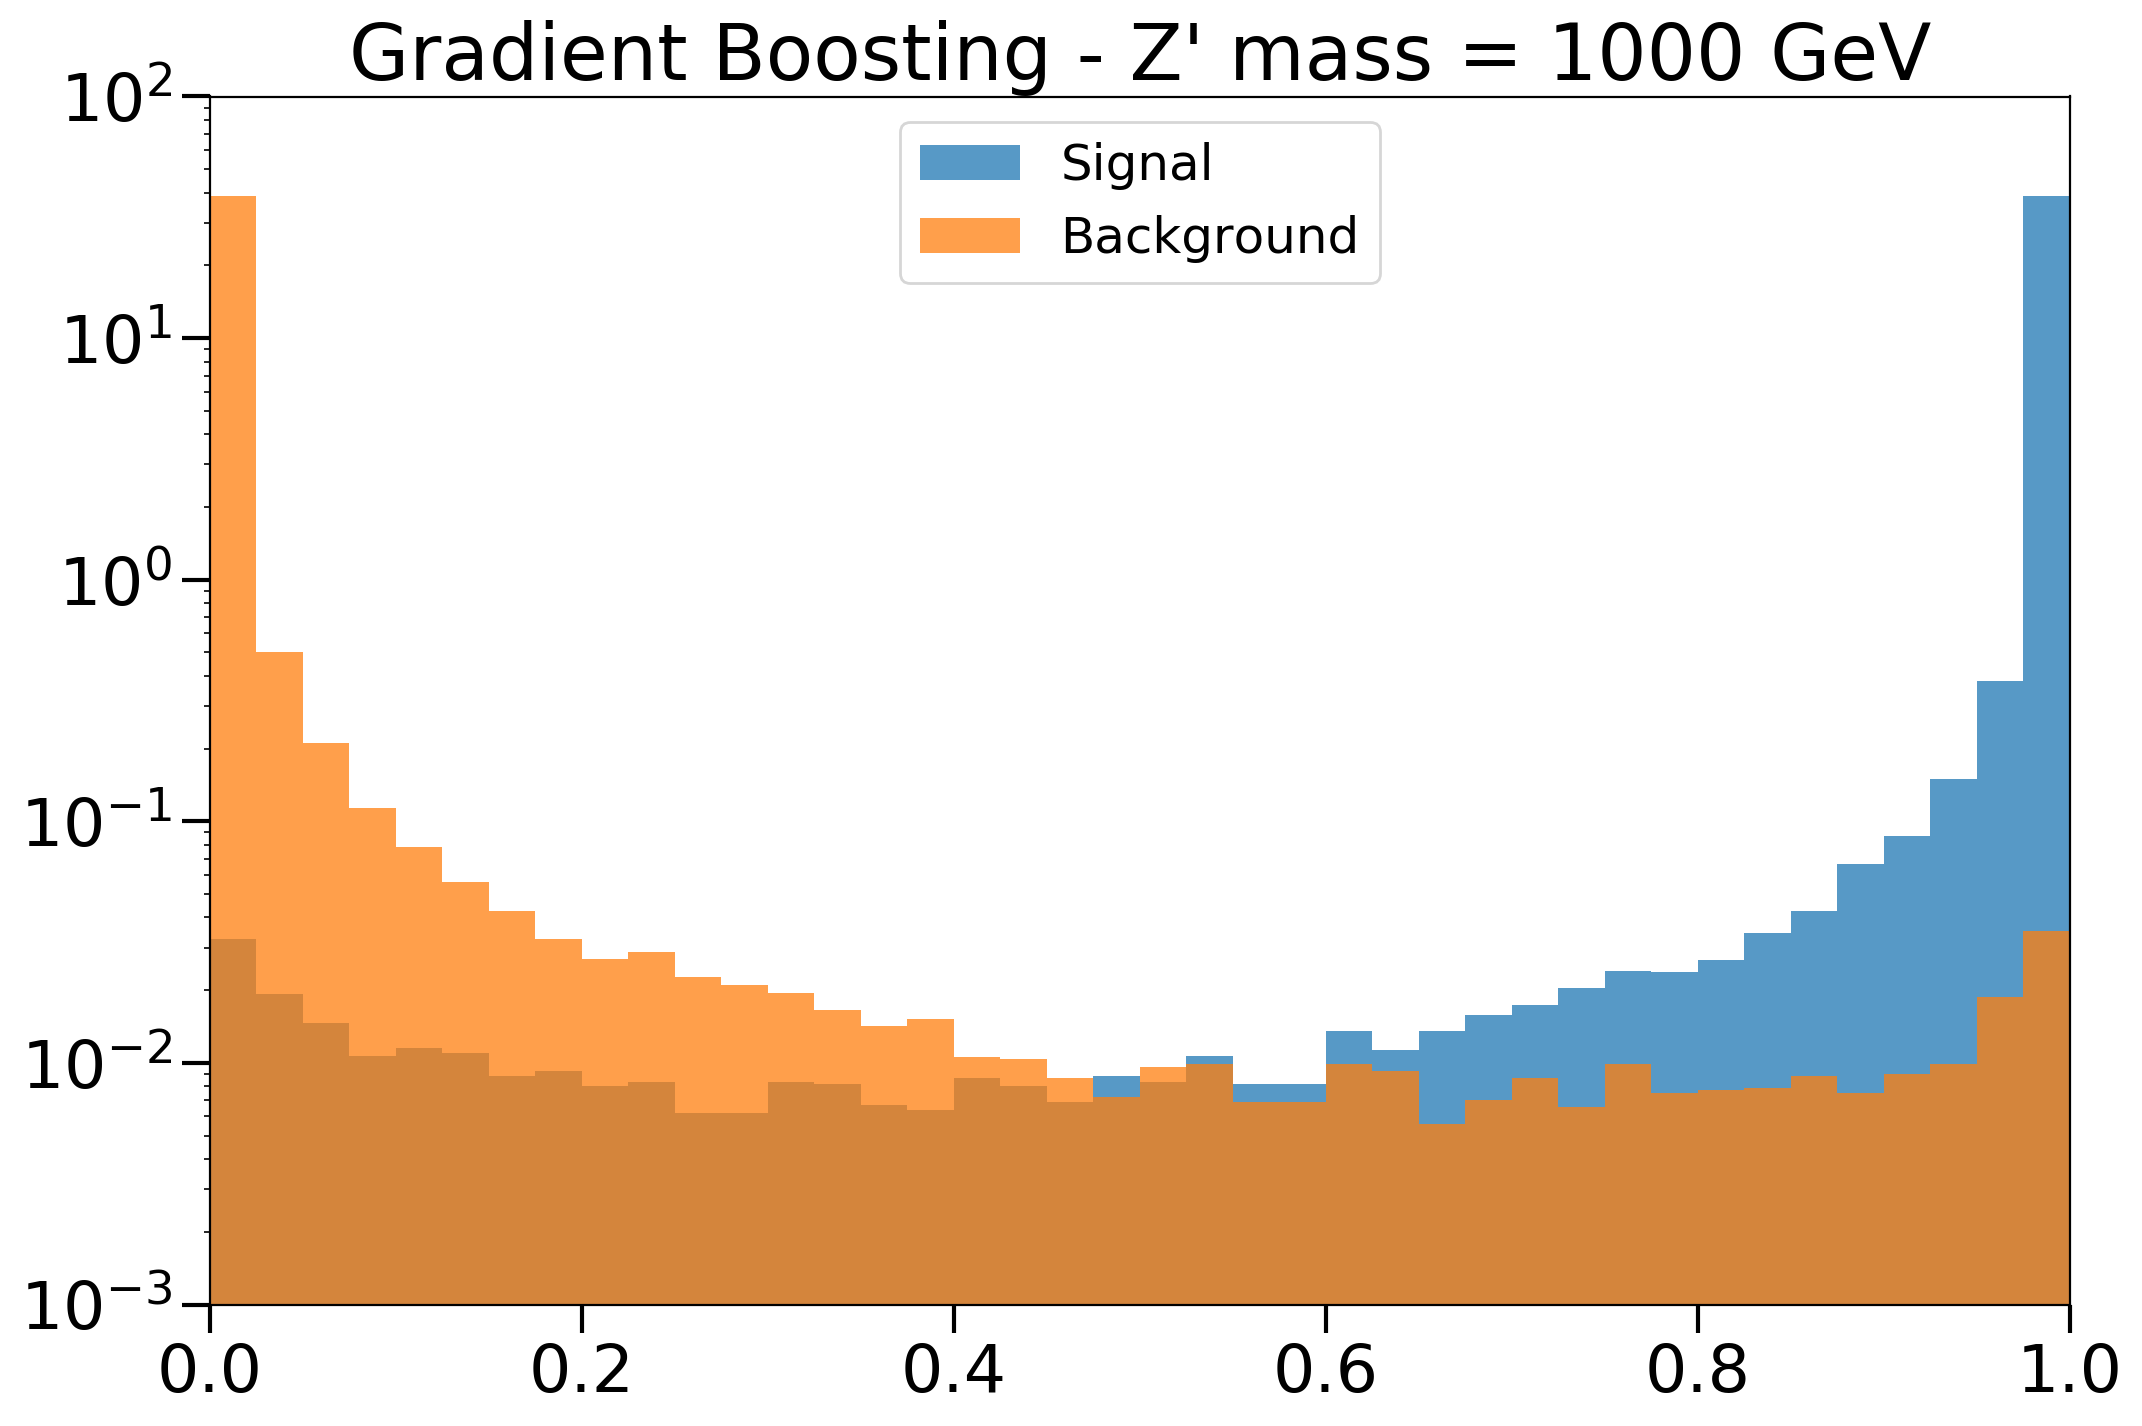 Gradient Boosting - Z' mass = 1000 GeV
Signal
Background
10²
10¹
10⁰
10⁻¹
10⁻²
10⁻³
0.0 0.2 0.4 0.6 0.8 1.0